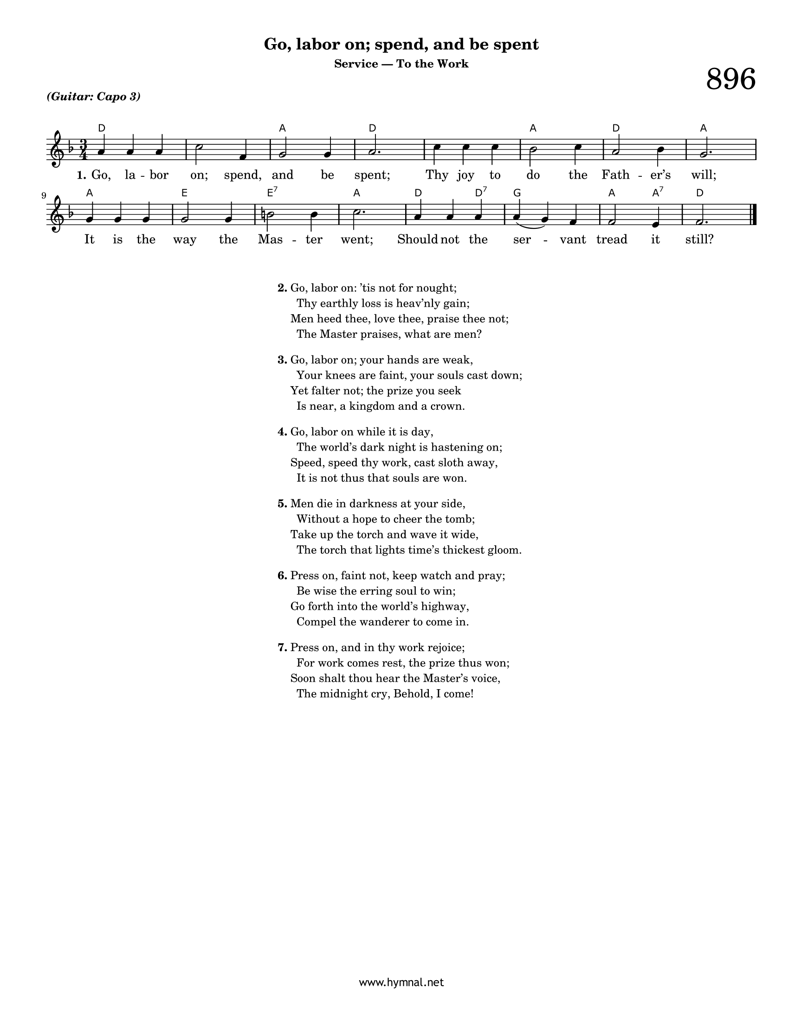 Go, labor on; spend, and be spent
Service — To the Work
896
(Guitar: Capo 3)
D A D A D A
3 4
1. Go, la - bor on; spend, and be spent; Thy joy to do the Fath - er’s will;
9
A E E7 A D D7 G A A7 D
It is the way the Mas - ter went; Should not the ser - vant tread it still?
2. Go, labor on: ’tis not for nought;
Thy earthly loss is heav’nly gain;
Men heed thee, love thee, praise thee not;
The Master praises, what are men?
3. Go, labor on; your hands are weak,
Your knees are faint, your souls cast down;
Yet falter not; the prize you seek
Is near, a kingdom and a crown.
4. Go, labor on while it is day,
The world’s dark night is hastening on;
Speed, speed thy work, cast sloth away,
It is not thus that souls are won.
5. Men die in darkness at your side,
Without a hope to cheer the tomb;
Take up the torch and wave it wide,
The torch that lights time’s thickest gloom.
6. Press on, faint not, keep watch and pray;
Be wise the erring soul to win;
Go forth into the world’s highway,
Compel the wanderer to come in.
7. Press on, and in thy work rejoice;
For work comes rest, the prize thus won;
Soon shalt thou hear the Master’s voice,
The midnight cry, Behold, I come!
www.hymnal.net